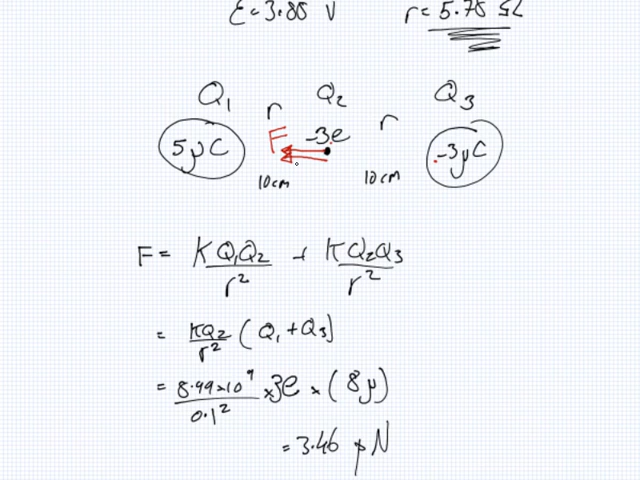 ε = 3.88 V r = 5.75 Ω
Q₁ r Q₂ r Q₃
5μC F -3e -3μC
10cm 10cm
F = KQ₁Q₂/r² + KQ₂Q₃/r²
= KQ₂/r² (Q₁+Q₃)
= 8.99×10⁹/0.1² × 3e × (8μ)
= 3.46 pN